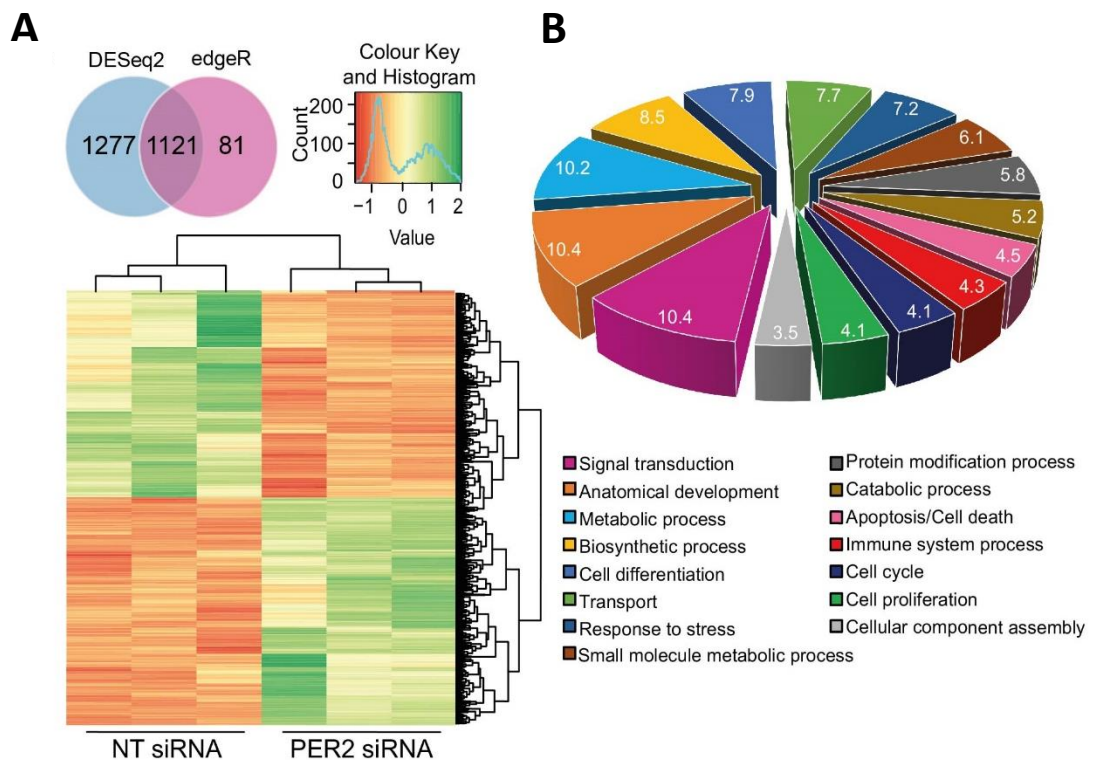 A
DESeq2 edgeR
1277 1121 81
Colour Key
and Histogram
Count
200
100
0
−1 0 1 2
Value
NT siRNA PER2 siRNA
B
7.9 7.7
8.5 7.2
6.1
10.2 5.8
5.2
10.4 4.5
4.3
10.4 3.5 4.1 4.1
Signal transduction
Anatomical development
Metabolic process
Biosynthetic process
Cell differentiation
Transport
Response to stress
Small molecule metabolic process
Protein modification process
Catabolic process
Apoptosis/Cell death
Immune system process
Cell cycle
Cell proliferation
Cellular component assembly